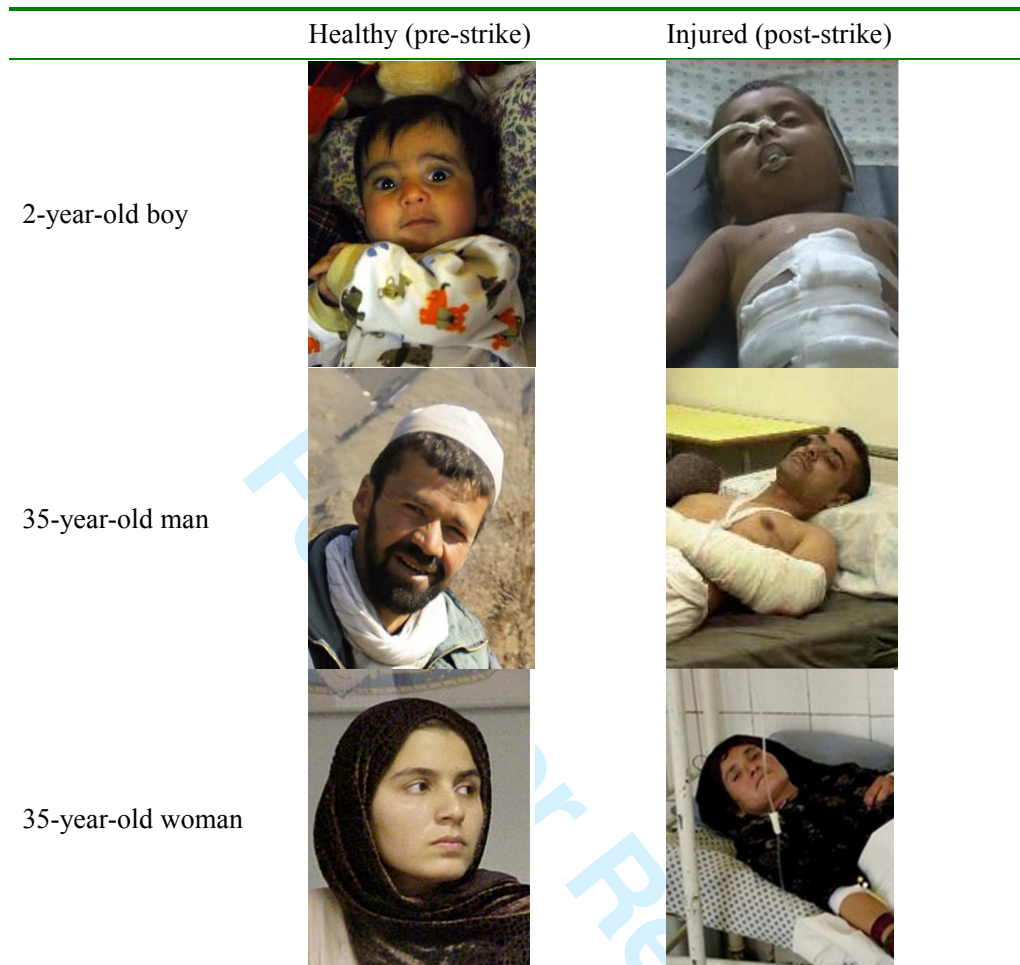 Healthy (pre-strike) Injured (post-strike)
2-year-old boy
35-year-old man
35-year-old woman